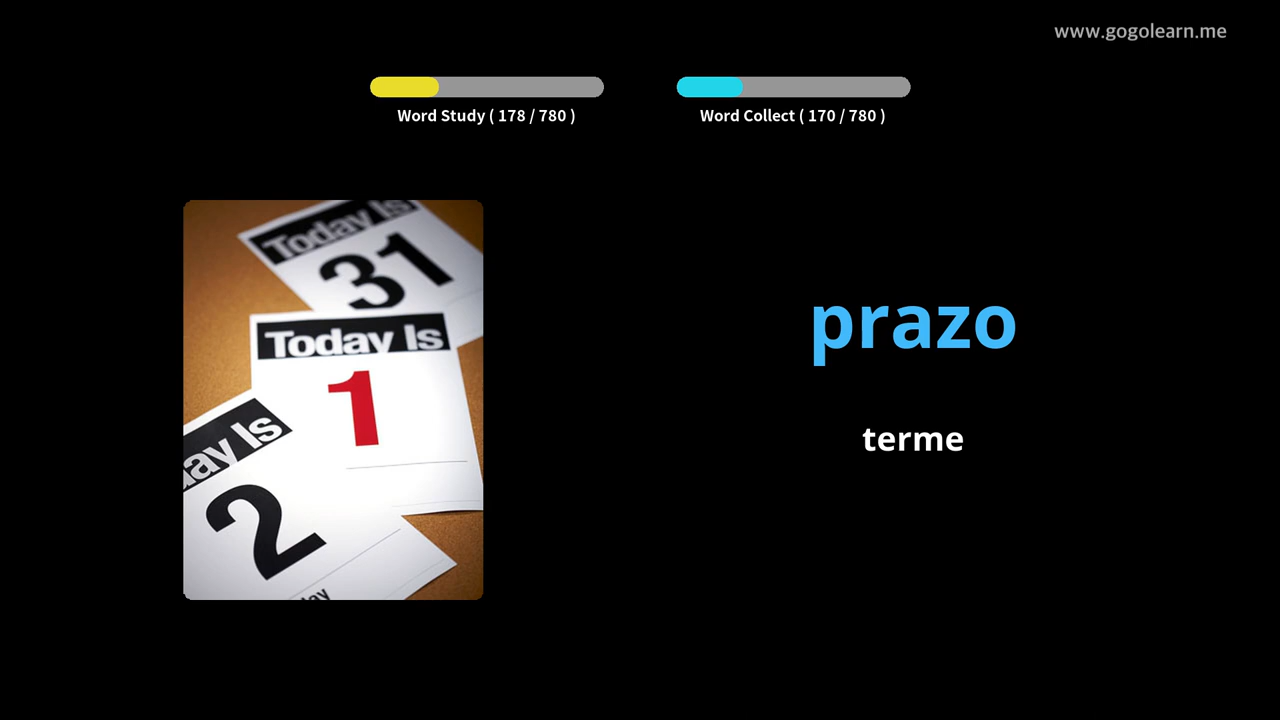 www.gogolearn.me
Word Study ( 178 / 780 )
Word Collect ( 170 / 780 )
Today Is
31
Today Is
1
ay Is
2
ay
prazo
terme